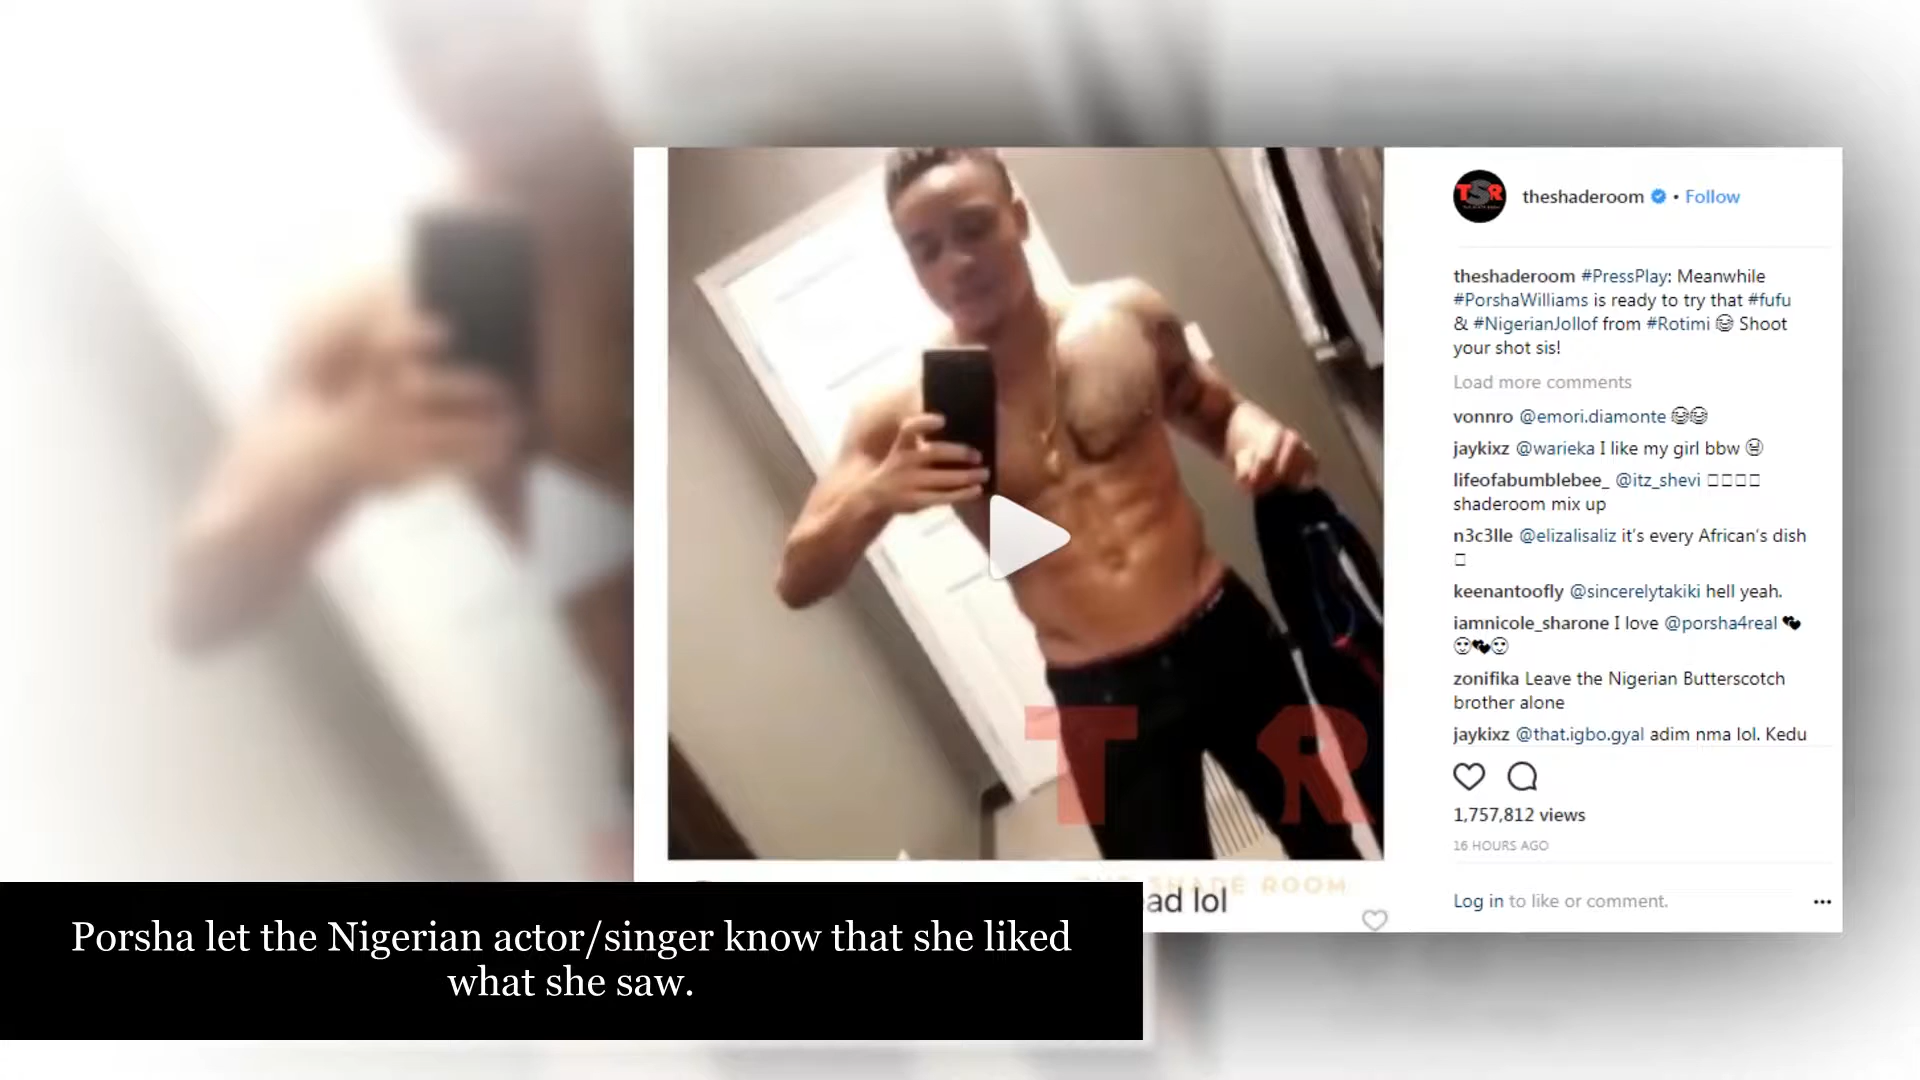 TSR
theshaderoom • Follow
theshaderoom #PressPlay: Meanwhile
#PorshaWilliams is ready to try that #fufu
& #NigerianJollof from #Rotimi 😂 Shoot
your shot sis!
Load more comments
vonnro @emori.diamonte 😂😂
jaykixz @warieka I like my girl bbw 😩
lifeofabumblebee_ @itz_shevi □□□□
shaderoom mix up
n3c3lle @elizalisaliz it's every African's dish
□
keenantoofly @sincerelytakiki hell yeah.
iamnicole_sharone I love @porsha4real 💕
😍💕😍
zonifika Leave the Nigerian Butterscotch
brother alone
jaykixz @that.igbo.gyal adim nma lol. Kedu
1,757,812 views
16 HOURS AGO
Log in to like or comment.
T R
SHADE ROOM
ad lol
Porsha let the Nigerian actor/singer know that she liked
what she saw.